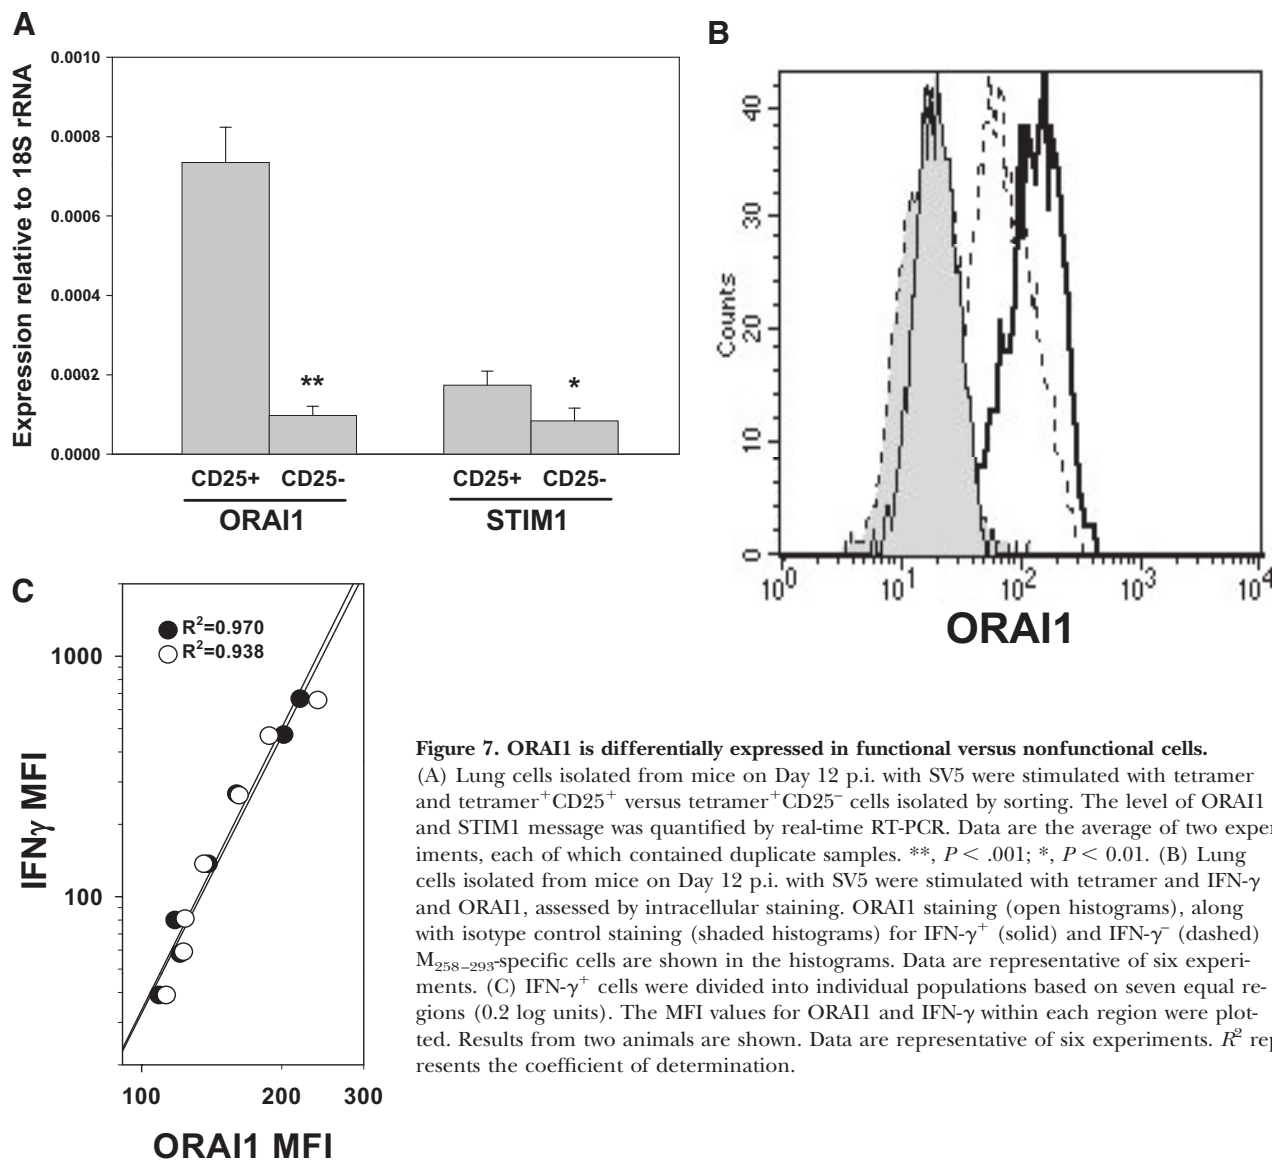 A
Expression relative to 18S rRNA
0.0010
0.0008
0.0006
0.0004
0.0002
0.0000
**
*
CD25+ CD25- CD25+ CD25-
ORAI1 STIM1
B
Counts
40
30
20
10
0
10⁰ 10¹ 10² 10³ 10⁴
ORAI1
C
R²=0.970
R²=0.938
IFNγ MFI
1000
100
100 200 300
ORAI1 MFI
Figure 7. ORAI1 is differentially expressed in functional versus nonfunctional cells.
(A) Lung cells isolated from mice on Day 12 p.i. with SV5 were stimulated with tetramer
and tetramer⁺CD25⁺ versus tetramer⁺CD25⁻ cells isolated by sorting. The level of ORAI1
and STIM1 message was quantified by real-time RT-PCR. Data are the average of two exper
iments, each of which contained duplicate samples. **, P < .001; *, P < 0.01. (B) Lung
cells isolated from mice on Day 12 p.i. with SV5 were stimulated with tetramer and IFN-γ
and ORAI1, assessed by intracellular staining. ORAI1 staining (open histograms), along
with isotype control staining (shaded histograms) for IFN-γ⁺ (solid) and IFN-γ⁻ (dashed)
M₂₅₈₋₂₉₃-specific cells are shown in the histograms. Data are representative of six experi-
ments. (C) IFN-γ⁺ cells were divided into individual populations based on seven equal re-
gions (0.2 log units). The MFI values for ORAI1 and IFN-γ within each region were plot-
ted. Results from two animals are shown. Data are representative of six experiments. R² rep
resents the coefficient of determination.